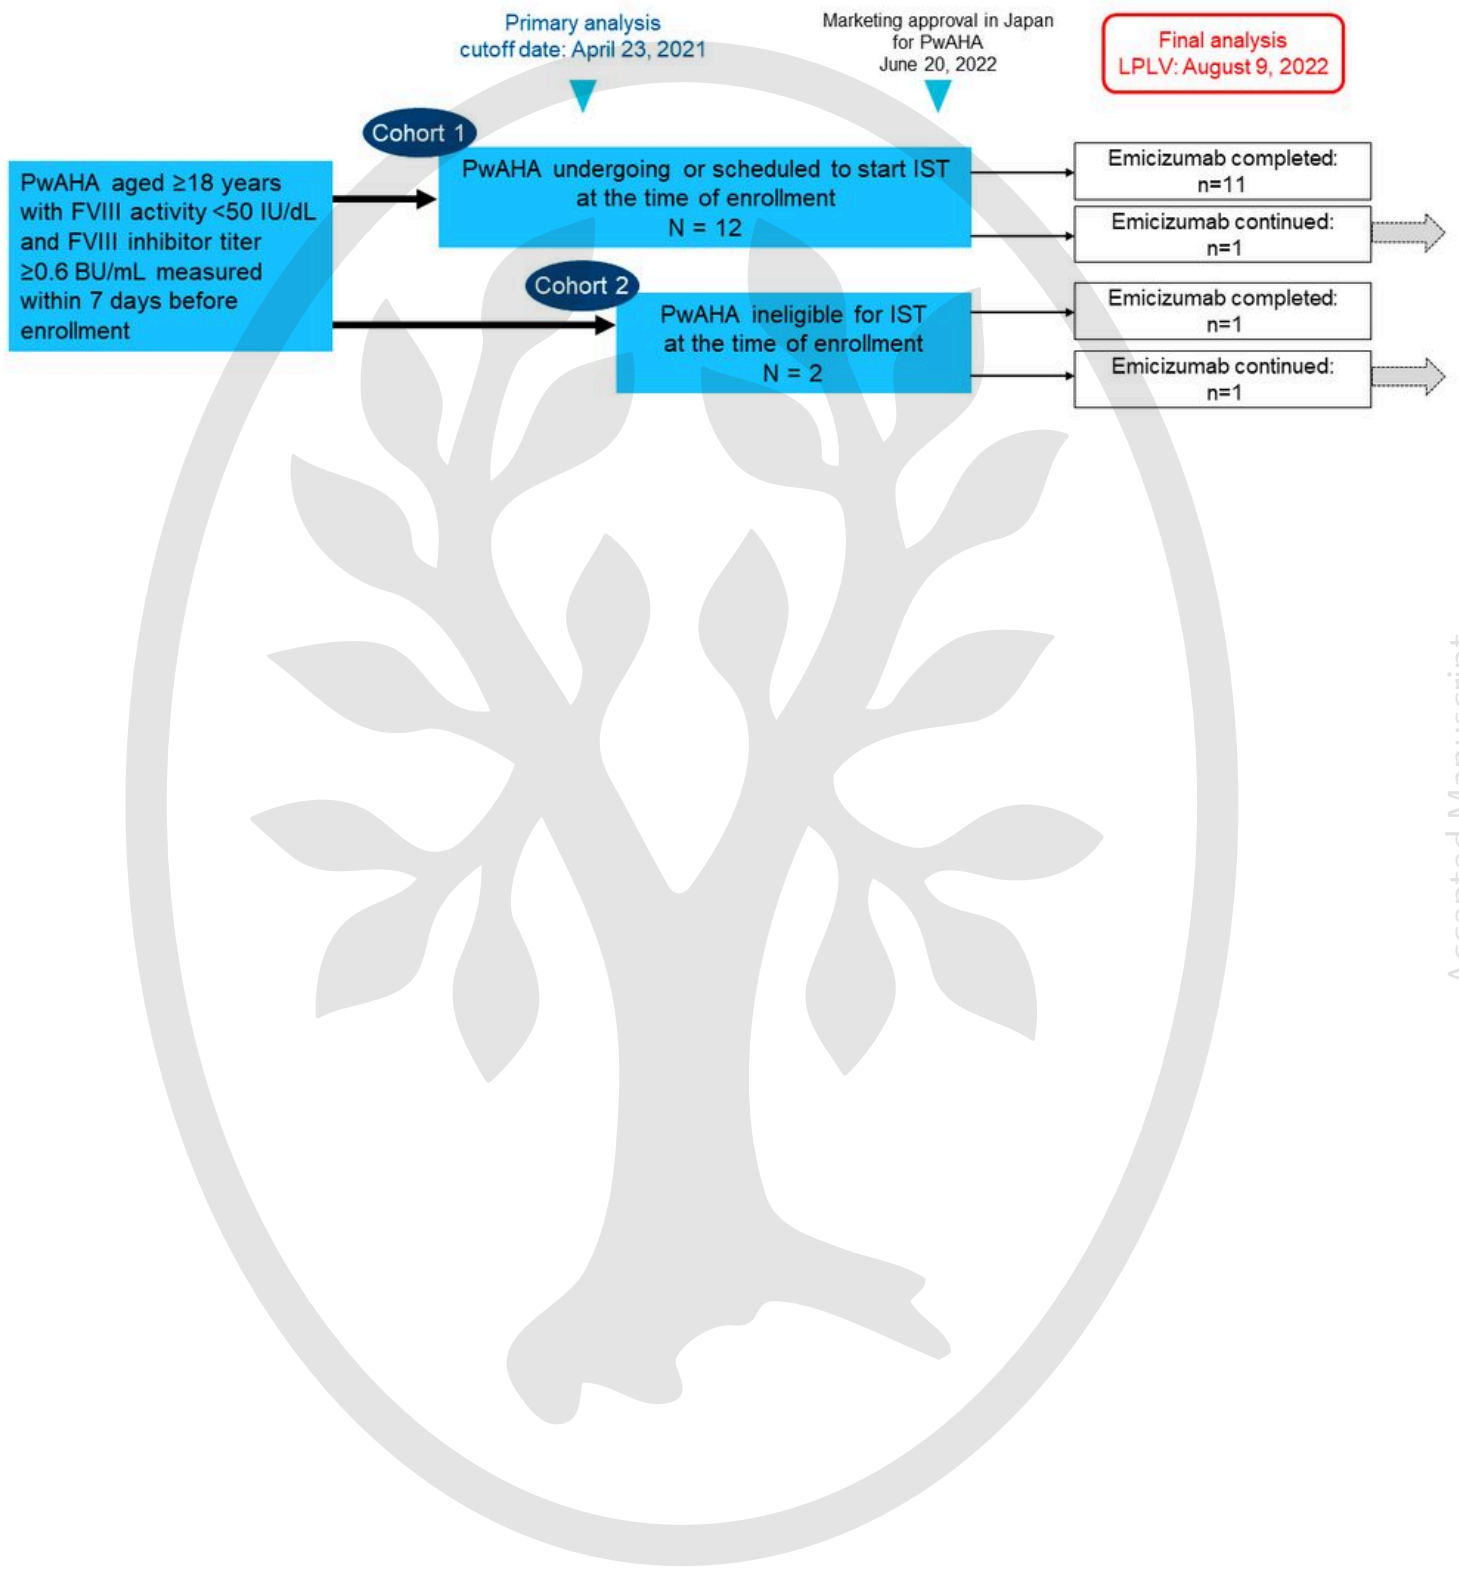 Primary analysis
cutoff date: April 23, 2021
Marketing approval in Japan
for PwAHA
June 20, 2022
Final analysis
LPLV: August 9, 2022
Cohort 1
PwAHA aged ≥18 years
with FVIII activity <50 IU/dL
and FVIII inhibitor titer
≥0.6 BU/mL measured
within 7 days before
enrollment
PwAHA undergoing or scheduled to start IST
at the time of enrollment
N = 12
Emicizumab completed:
n=11
Emicizumab continued:
n=1
Cohort 2
PwAHA ineligible for IST
at the time of enrollment
N = 2
Emicizumab completed:
n=1
Emicizumab continued:
n=1
Accepted Manuscript